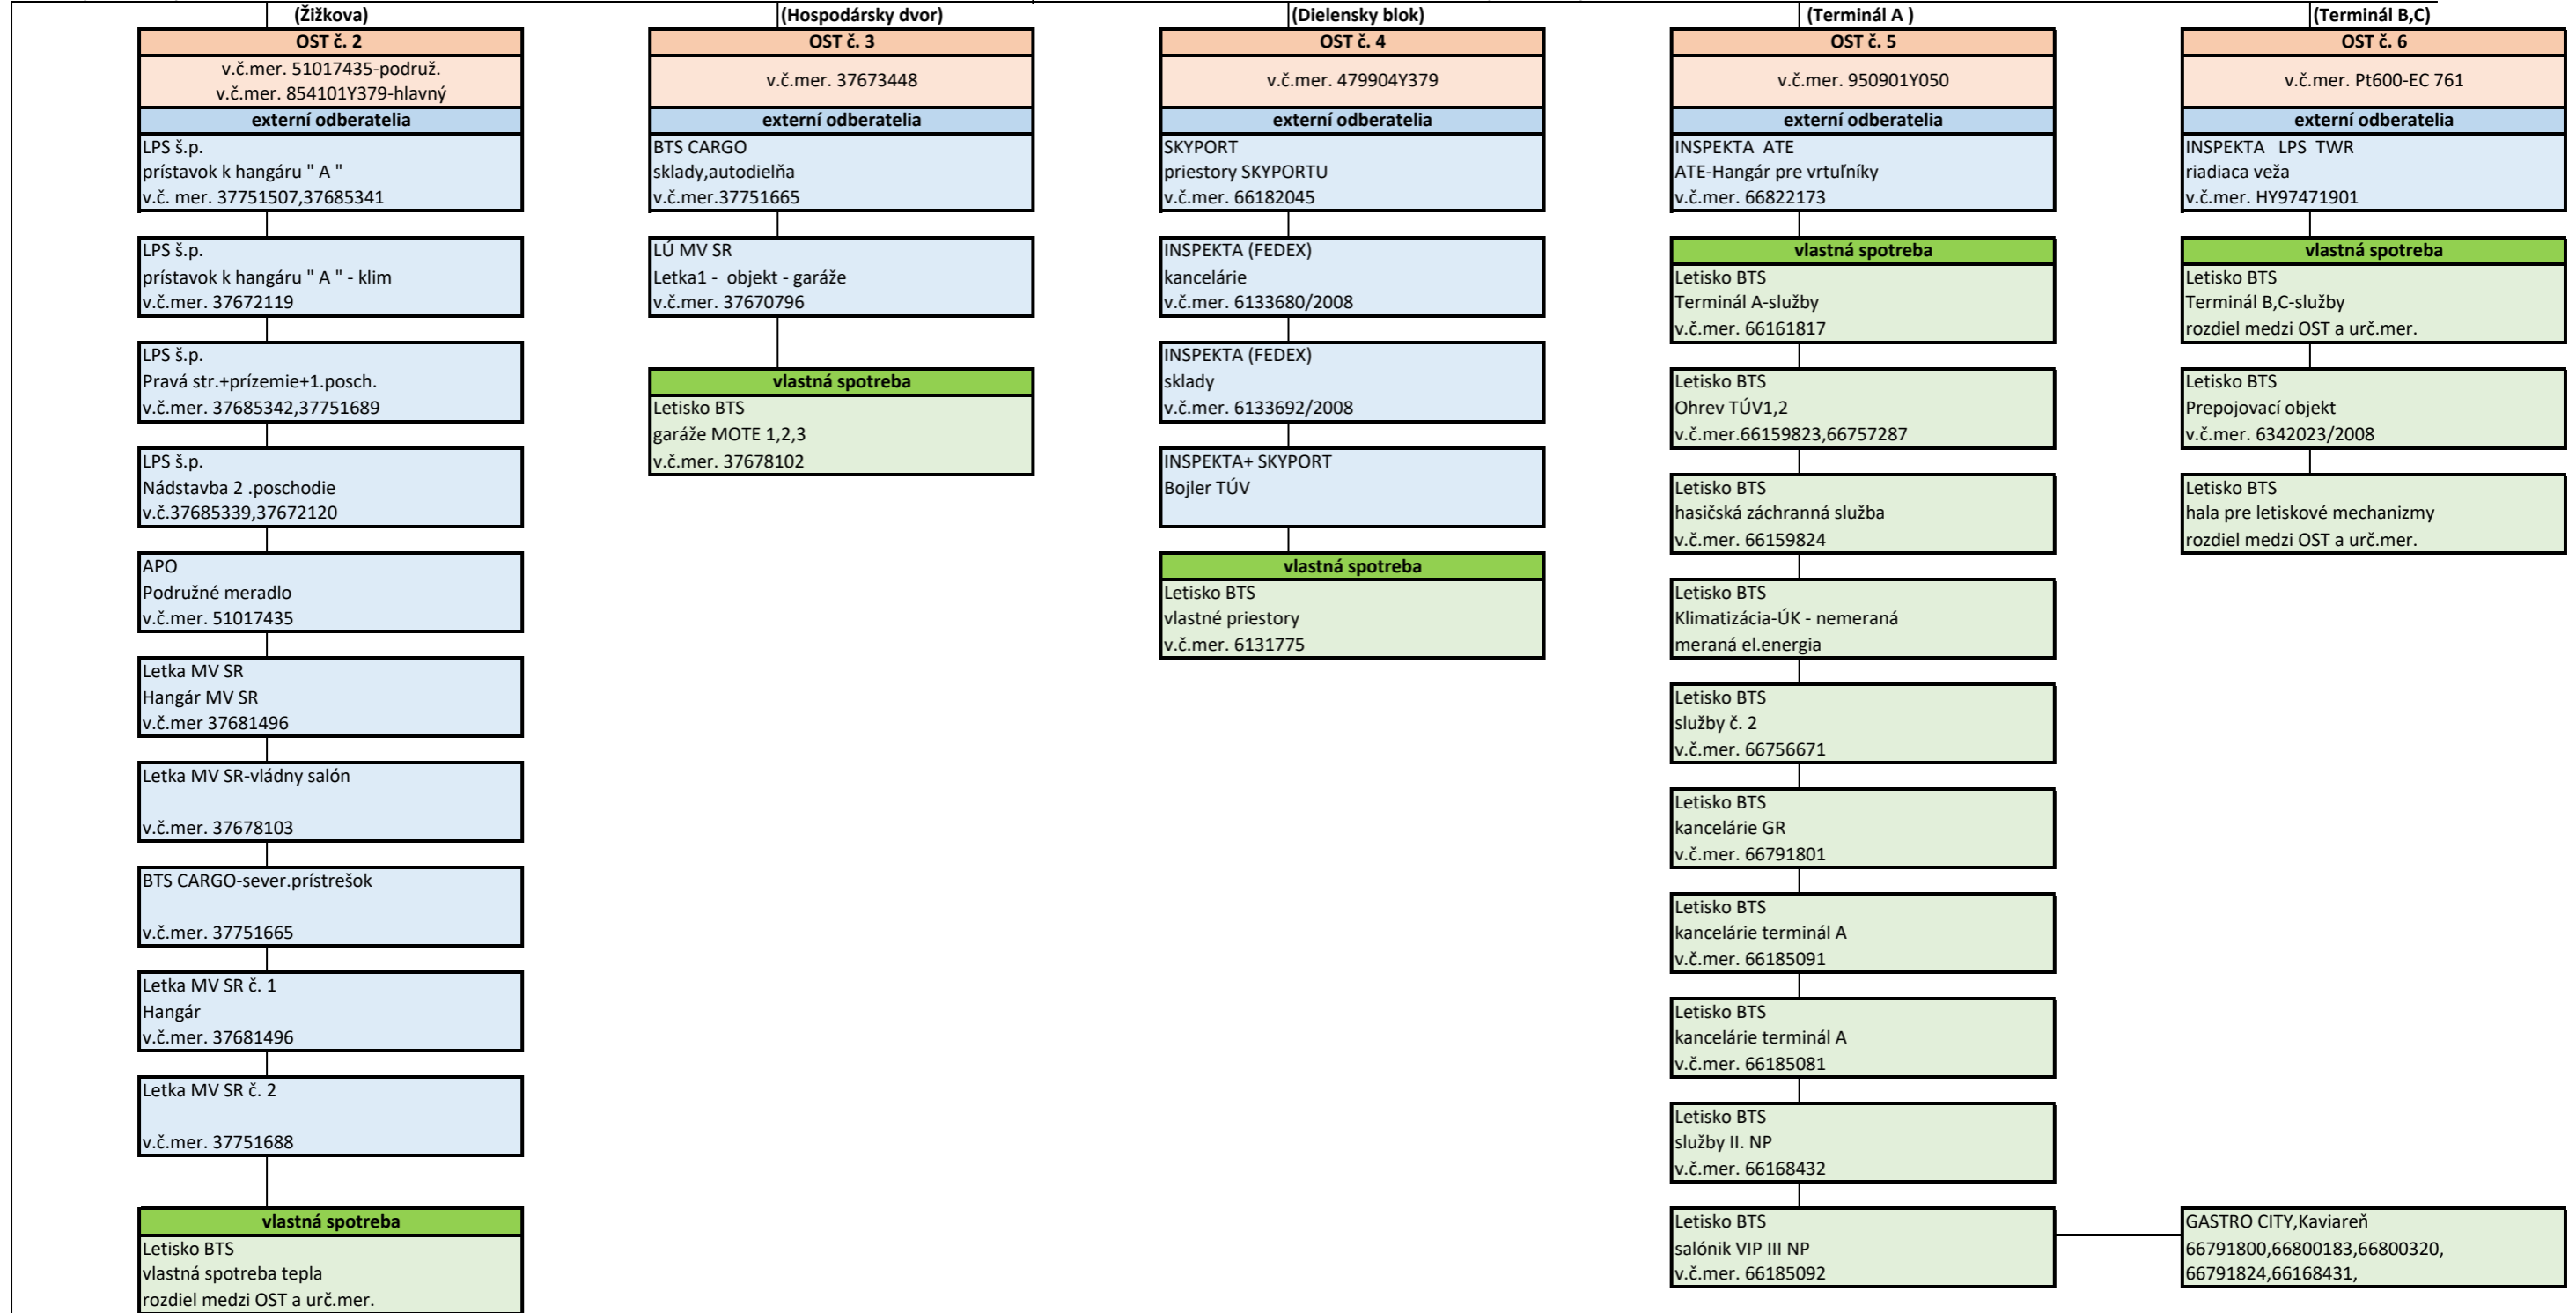 (Žižkova)
OST č. 2
v.č.mer. 51017435-podruž.
v.č.mer. 854101Y379-hlavný
externí odberatelia
LPS š.p.
prístavok k hangáru " A "
v.č. mer. 37751507,37685341
LPS š.p.
prístavok k hangáru " A " - klim
v.č.mer. 37672119
LPS š.p.
Pravá str.+prízemie+1.posch.
v.č.mer. 37685342,37751689
LPS š.p.
Nádstavba 2 .poschodie
v.č.37685339,37672120
APO
Podružné meradlo
v.č.mer. 51017435
Letka MV SR
Hangár MV SR
v.č.mer 37681496
Letka MV SR-vládny salón
v.č.mer. 37678103
BTS CARGO-sever.prístrešok
v.č.mer. 37751665
Letka MV SR č. 1
Hangár
v.č.mer. 37681496
Letka MV SR č. 2
v.č.mer. 37751688
vlastná spotreba
Letisko BTS
vlastná spotreba tepla
rozdiel medzi OST a urč.mer.
(Hospodársky dvor)
OST č. 3
v.č.mer. 37673448
externí odberatelia
BTS CARGO
sklady,autodielňa
v.č.mer.37751665
LÚ MV SR
Letka1 - objekt - garáže
v.č.mer. 37670796
vlastná spotreba
Letisko BTS
garáže MOTE 1,2,3
v.č.mer. 37678102
(Dielensky blok)
OST č. 4
v.č.mer. 479904Y379
externí odberatelia
SKYPORT
priestory SKYPORTU
v.č.mer. 66182045
INSPEKTA (FEDEX)
kancelárie
v.č.mer. 6133680/2008
INSPEKTA (FEDEX)
sklady
v.č.mer. 6133692/2008
INSPEKTA+ SKYPORT
Bojler TÚV
vlastná spotreba
Letisko BTS
vlastné priestory
v.č.mer. 6131775
(Terminál A )
OST č. 5
v.č.mer. 950901Y050
externí odberatelia
INSPEKTA ATE
ATE-Hangár pre vrtuľníky
v.č.mer. 66822173
vlastná spotreba
Letisko BTS
Terminál A-služby
v.č.mer. 66161817
Letisko BTS
Ohrev TÚV1,2
v.č.mer.66159823,66757287
Letisko BTS
hasičská záchranná služba
v.č.mer. 66159824
Letisko BTS
Klimatizácia-ÚK - nemeraná
meraná el.energia
Letisko BTS
služby č. 2
v.č.mer. 66756671
Letisko BTS
kancelárie GR
v.č.mer. 66791801
Letisko BTS
kancelárie terminál A
v.č.mer. 66185091
Letisko BTS
kancelárie terminál A
v.č.mer. 66185081
Letisko BTS
služby II. NP
v.č.mer. 66168432
Letisko BTS
salónik VIP III NP
v.č.mer. 66185092
(Terminál B,C)
OST č. 6
v.č.mer. Pt600-EC 761
externí odberatelia
INSPEKTA LPS TWR
riadiaca veža
v.č.mer. HY97471901
vlastná spotreba
Letisko BTS
Terminál B,C-služby
rozdiel medzi OST a urč.mer.
Letisko BTS
Prepojovací objekt
v.č.mer. 6342023/2008
Letisko BTS
hala pre letiskové mechanizmy
rozdiel medzi OST a urč.mer.
GASTRO CITY,Kaviareň
66791800,66800183,66800320,
66791824,66168431,